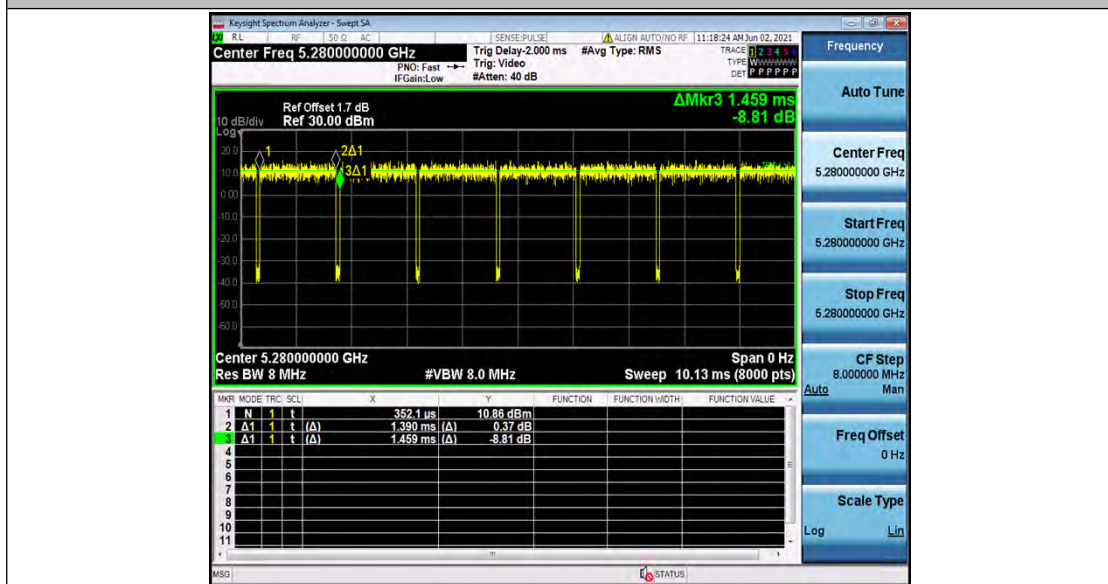 Keysight Spectrum Analyzer - Swept SA
RL RF 50 Ω AC SENSE:PULSE ALIGN AUTO/NO RF 11:18:24 AM Jun 02, 2021
Center Freq 5.280000000 GHz Trig Delay-2.000 ms #Avg Type: RMS TRACE 1 2 3 4 5 6
PNO: Fast Trig: Video TYPE WWWWWW
IFGain:Low #Atten: 40 dB DET P P P P P P
Frequency
Auto Tune
Center Freq
5.280000000 GHz
Start Freq
5.280000000 GHz
Stop Freq
5.280000000 GHz
CF Step
8.000000 MHz
Auto Man
Freq Offset
0 Hz
Scale Type
Log Lin
ΔMkr3 1.459 ms
-8.81 dB
Ref Offset 1.7 dB
10 dB/div Ref 30.00 dBm
Log
20.0
10.0
0.00
-10.0
-20.0
-30.0
-40.0
-50.0
-60.0
1
2Δ1
3Δ1
Center 5.280000000 GHz Span 0 Hz
Res BW 8 MHz #VBW 8.0 MHz Sweep 10.13 ms (8000 pts)
MKR MODE TRC SCL X Y FUNCTION FUNCTION WIDTH FUNCTION VALUE
1 N 1 t 352.1 µs 10.86 dBm
2 Δ1 1 t (Δ) 1.390 ms (Δ) 0.37 dB
3 Δ1 1 t (Δ) 1.459 ms (Δ) -8.81 dB
4
5
6
7
8
9
10
11
MSG STATUS